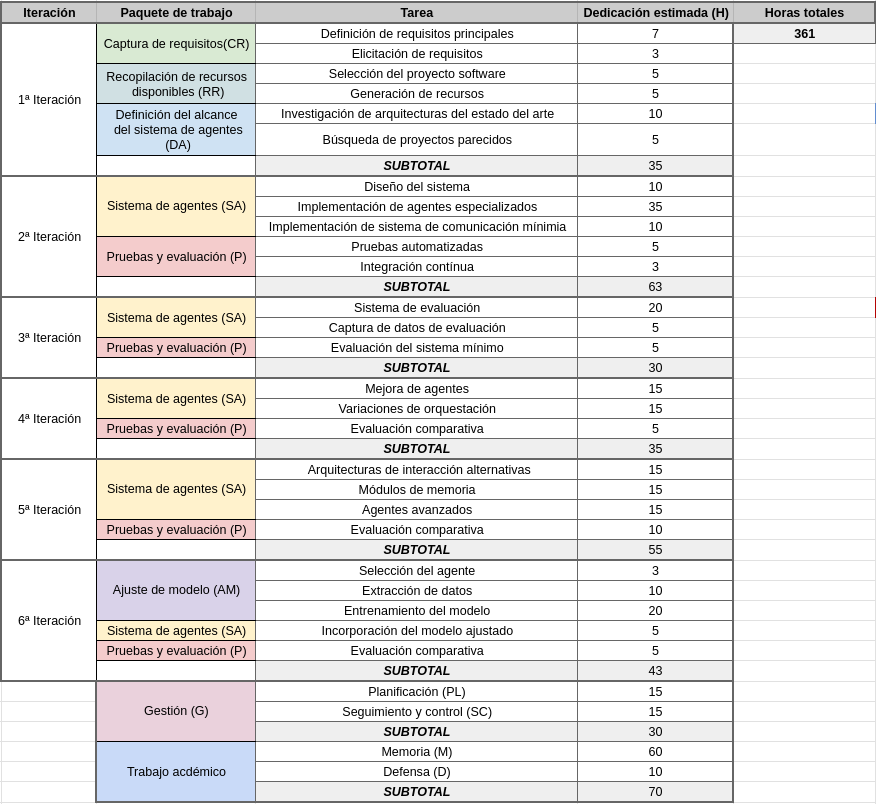 Iteración Paquete de trabajo Tarea Dedicación estimada (H) Horas totales
1ª Iteración Captura de requisitos(CR) Definición de requisitos principales 7 361
Elicitación de requisitos 3
Recopilación de recursos
disponibles (RR)
Selección del proyecto software 5
Generación de recursos 5
Definición del alcance
del sistema de agentes
(DA)
Investigación de arquitecturas del estado del arte 10
Búsqueda de proyectos parecidos 5
SUBTOTAL 35
2ª Iteración Sistema de agentes (SA) Diseño del sistema 10
Implementación de agentes especializados 35
Implementación de sistema de comunicación mínimia 10
Pruebas y evaluación (P) Pruebas automatizadas 5
Integración contínua 3
SUBTOTAL 63
3ª Iteración Sistema de agentes (SA) Sistema de evaluación 20
Captura de datos de evaluación 5
Pruebas y evaluación (P) Evaluación del sistema mínimo 5
SUBTOTAL 30
4ª Iteración Sistema de agentes (SA) Mejora de agentes 15
Variaciones de orquestación 15
Pruebas y evaluación (P) Evaluación comparativa 5
SUBTOTAL 35
5ª Iteración Sistema de agentes (SA) Arquitecturas de interacción alternativas 15
Módulos de memoria 15
Agentes avanzados 15
Pruebas y evaluación (P) Evaluación comparativa 10
SUBTOTAL 55
6ª Iteración Ajuste de modelo (AM) Selección del agente 3
Extracción de datos 10
Entrenamiento del modelo 20
Sistema de agentes (SA) Incorporación del modelo ajustado 5
Pruebas y evaluación (P) Evaluación comparativa 5
SUBTOTAL 43
Gestión (G) Planificación (PL) 15
Seguimiento y control (SC) 15
SUBTOTAL 30
Trabajo acdémico Memoria (M) 60
Defensa (D) 10
SUBTOTAL 70